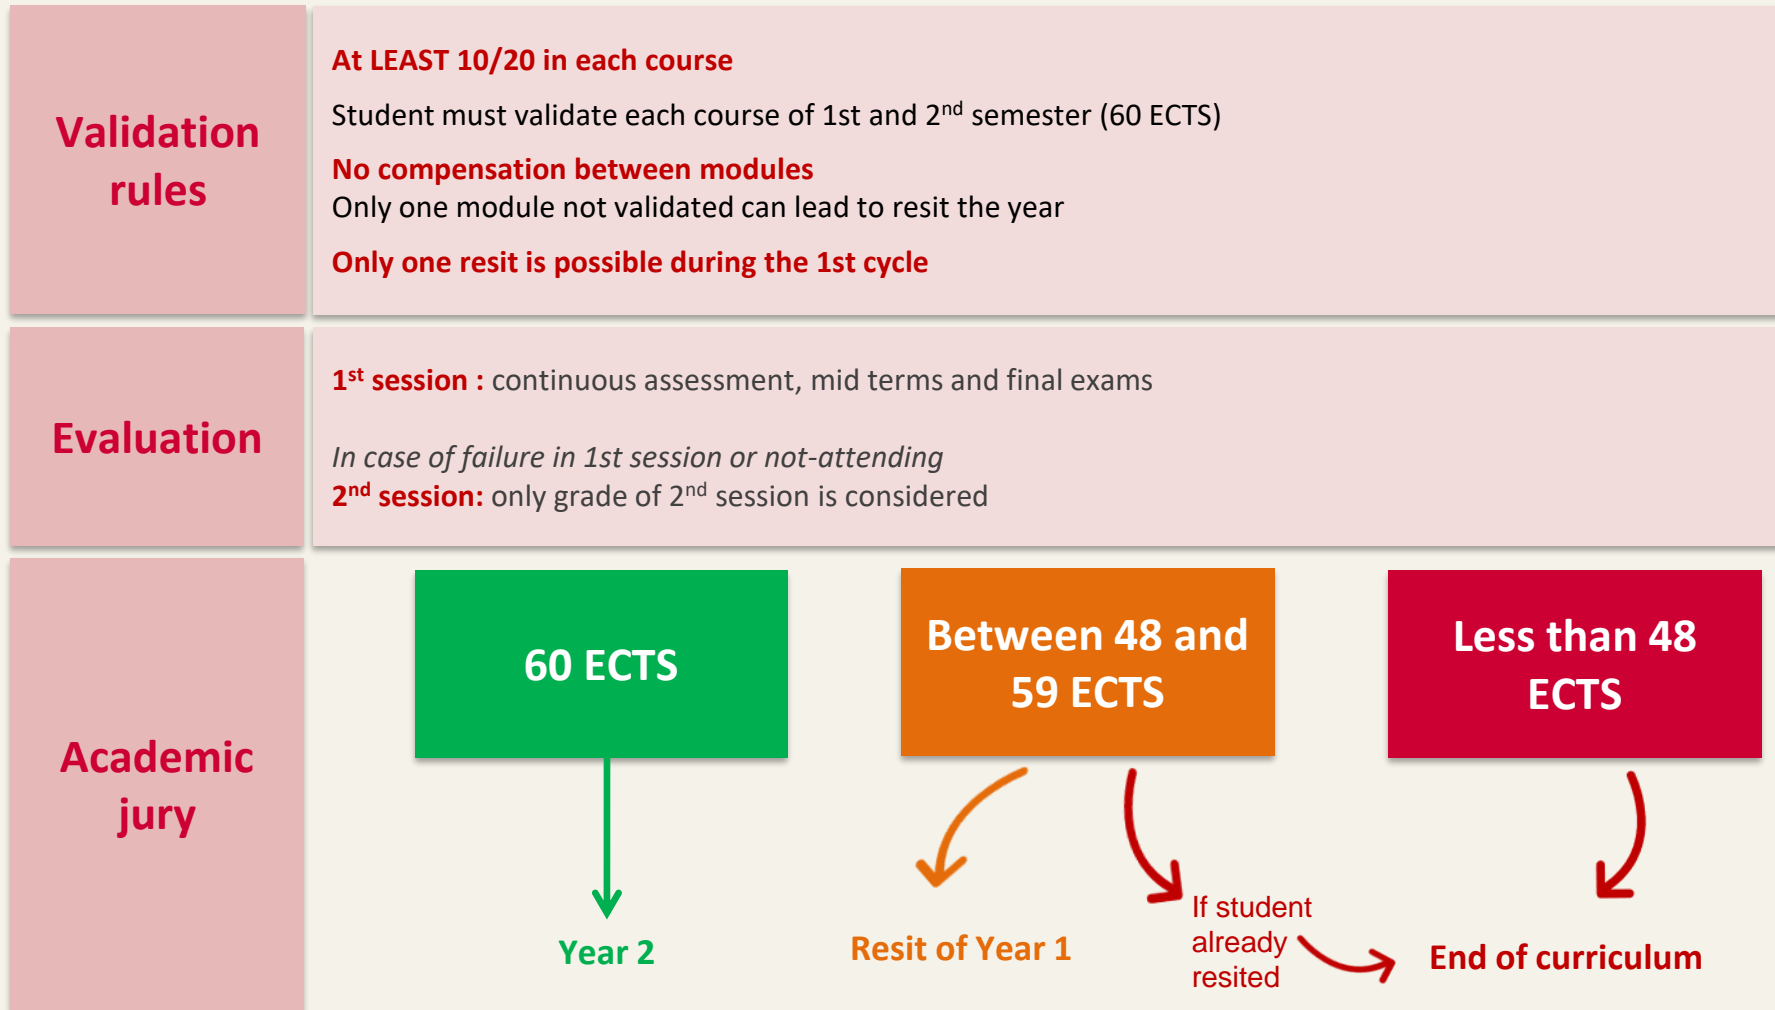 Validation
rules
At LEAST 10/20 in each course
Student must validate each course of 1st and 2nd semester (60 ECTS)
No compensation between modules
Only one module not validated can lead to resit the year
Only one resit is possible during the 1st cycle
Evaluation
1st session : continuous assessment, mid terms and final exams
In case of failure in 1st session or not-attending
2nd session: only grade of 2nd session is considered
Academic
jury
60 ECTS
Between 48 and
59 ECTS
Less than 48
ECTS
Year 2
Resit of Year 1
If student
already
resited
End of curriculum